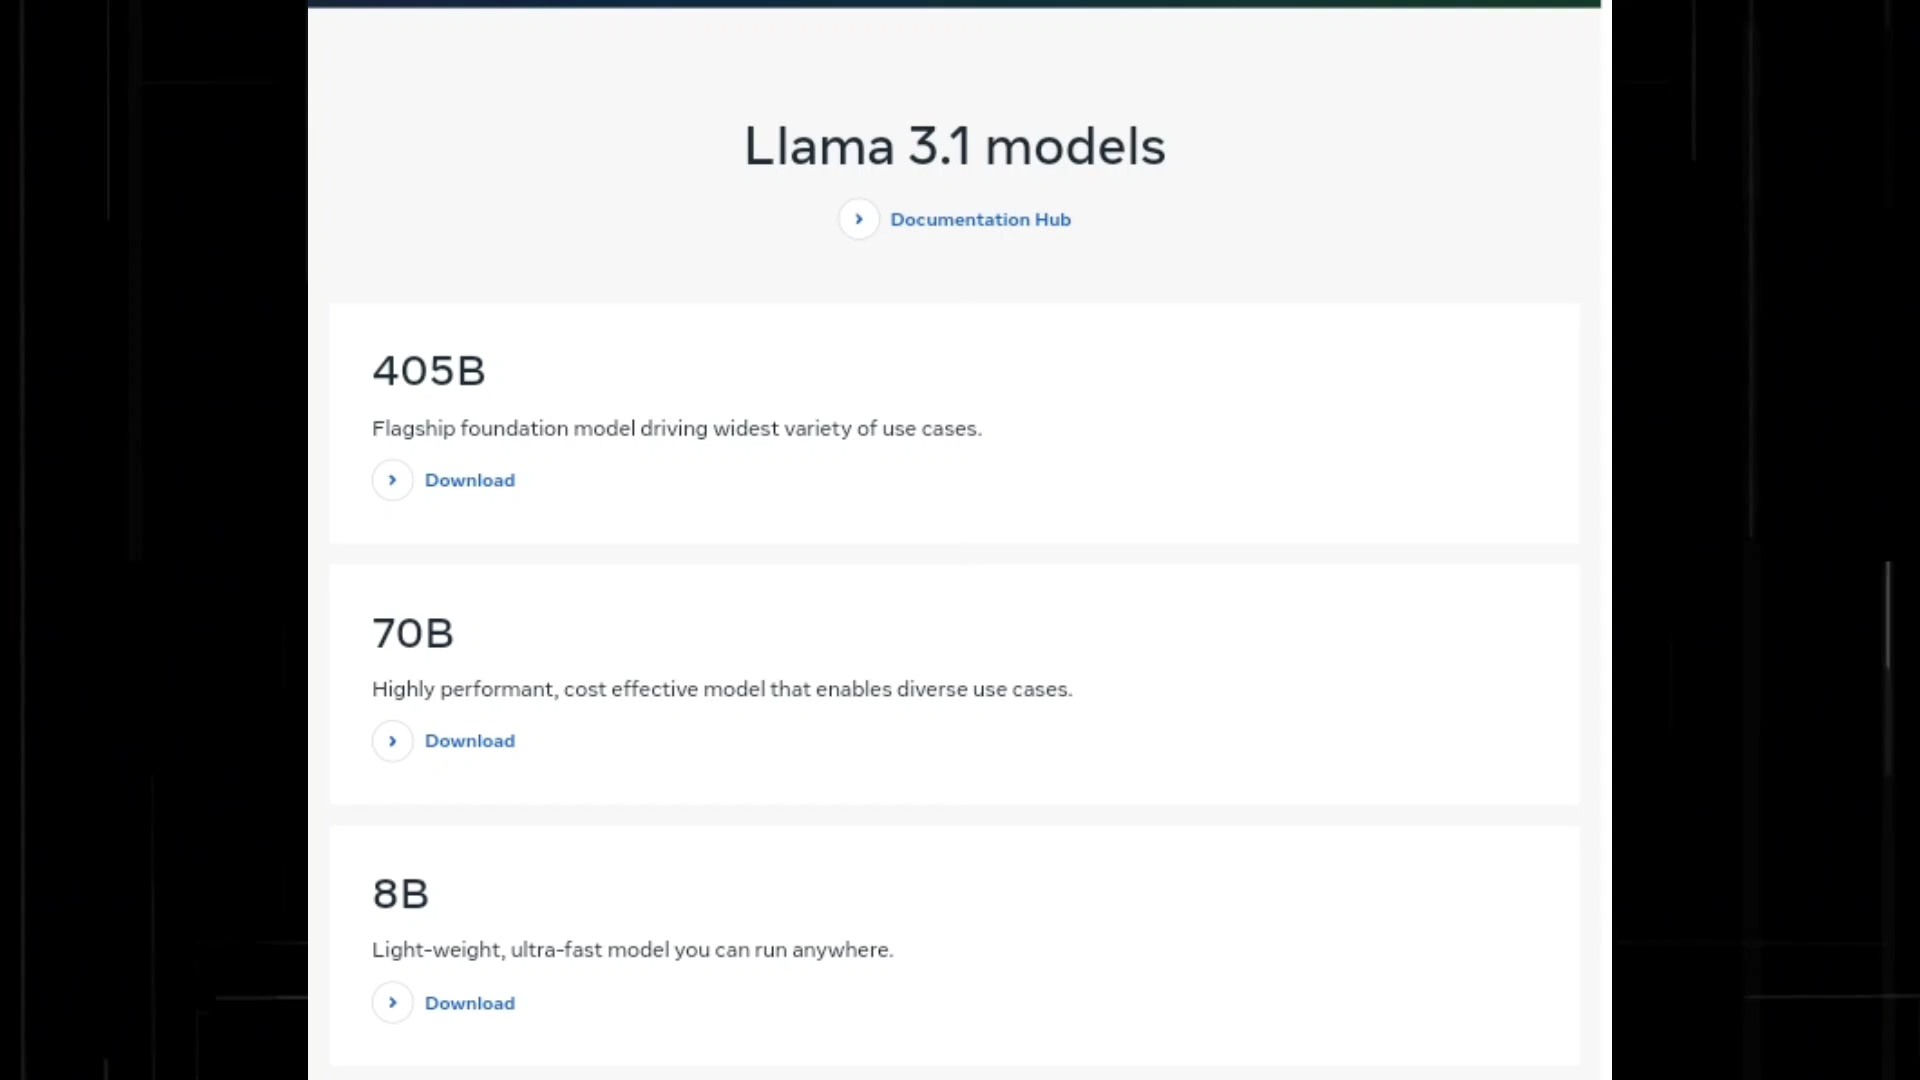 Llama 3.1 models
Documentation Hub
405B
Flagship foundation model driving widest variety of use cases.
Download
70B
Highly performant, cost effective model that enables diverse use cases.
Download
8B
Light-weight, ultra-fast model you can run anywhere.
Download